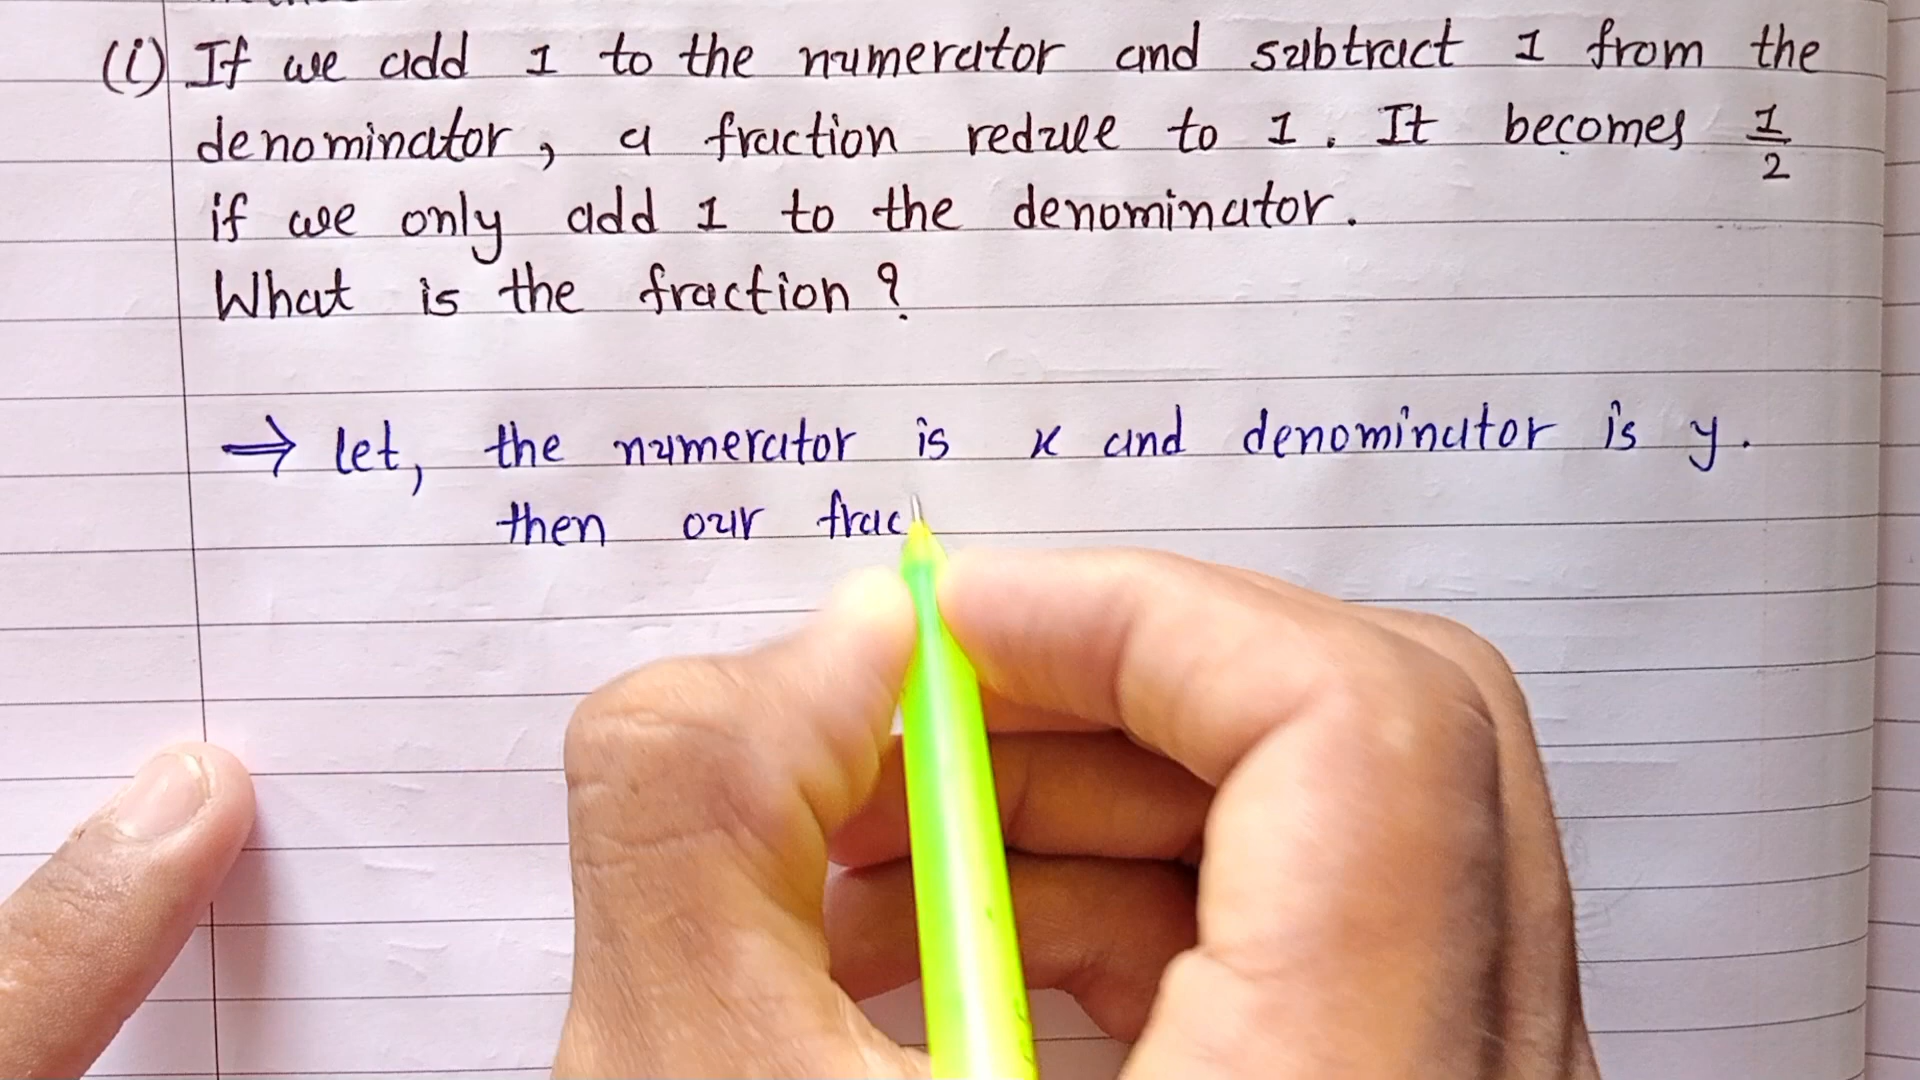 (i) If we add 1 to the numerator and subtract 1 from the
denominator, a fraction reduce to 1. It becomes 1/2
if we only add 1 to the denominator.
What is the fraction?
⇒ let, the numerator is x and denominator is y.
then our frac